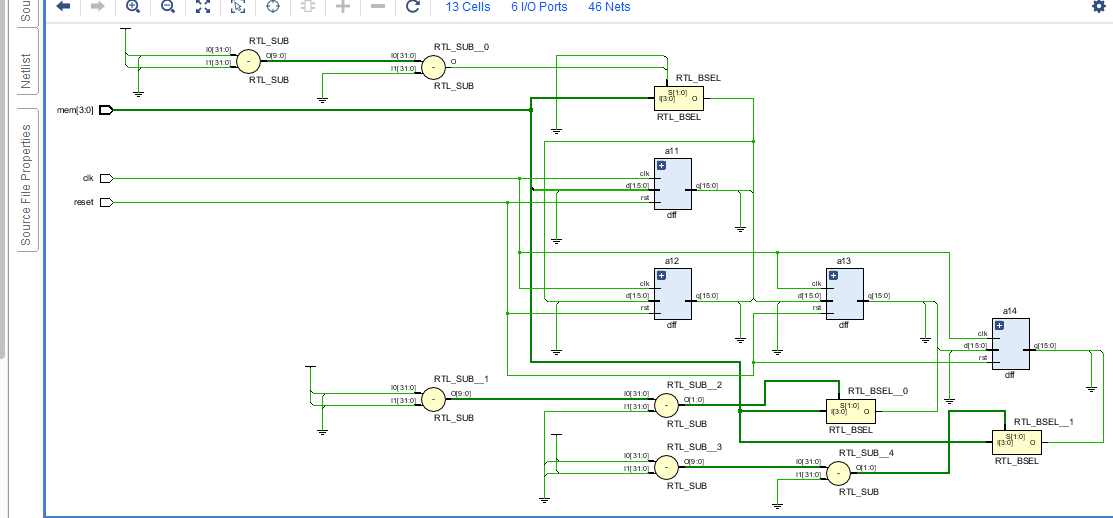 13 Cells
6 I/O Ports
46 Nets
Netlist
Source File Properties
RTL_SUB
I0[31:0]
I1[31:0]
O[9:0]
-
RTL_SUB
RTL_SUB__0
I0[31:0]
I1[31:0]
O
-
RTL_SUB
RTL_BSEL
S[1:0]
I[3:0]
O
RTL_BSEL
mem[3:0]
clk
reset
a11
clk
d[15:0]
q[15:0]
rst
dff
a12
clk
d[15:0]
q[15:0]
rst
dff
a13
clk
d[15:0]
q[15:0]
rst
dff
a14
clk
d[15:0]
q[15:0]
rst
dff
RTL_SUB__1
I0[31:0]
I1[31:0]
O[9:0]
-
RTL_SUB
RTL_SUB__2
I0[31:0]
I1[31:0]
O[1:0]
-
RTL_SUB
RTL_BSEL__0
S[1:0]
I[3:0]
O
RTL_BSEL
RTL_BSEL__1
S[1:0]
I[3:0]
O
RTL_BSEL
RTL_SUB__3
I0[31:0]
I1[31:0]
O[9:0]
-
RTL_SUB
RTL_SUB__4
I0[31:0]
I1[31:0]
O[1:0]
-
RTL_SUB